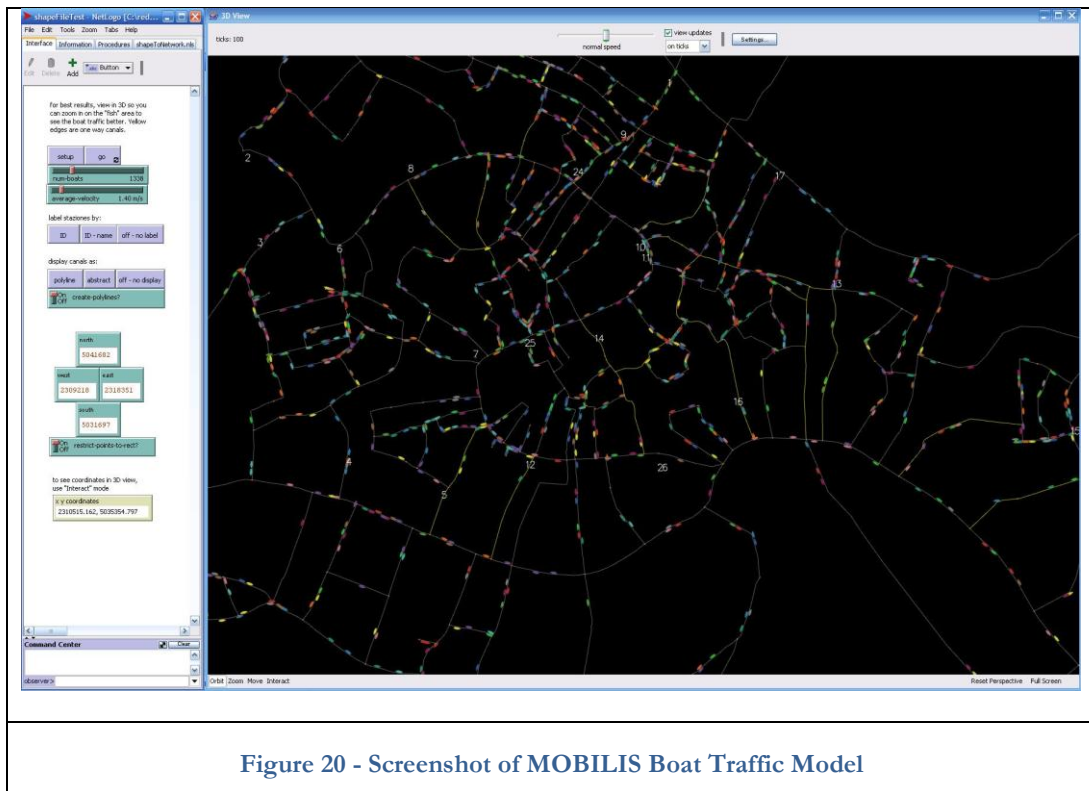 shapeFileTest - NetLogo [C:\red...
File Edit Tools Zoom Tabs Help
Interface Information Procedures shapeToNetwork.nls
Edit Delete Add Button
for best results, view in 3D so you
can zoom in on the "fish" area to
see the boat traffic better. Yellow
edges are one way canals.
setup go
num-boats 1338
average-velocity 1.40 m/s
label staziones by:
ID ID - name off - no label
display canals as:
polyline abstract off - no display
On
Off create-polylines?
north
5041682
west east
2309218 2318351
south
5031697
On
Off restrict-points-to-rect?
to see coordinates in 3D view,
use "Interact" mode
x y coordinates
2310515.162, 5035354.797
Command Center Clear
observer>
3D View
ticks: 100
normal speed
view updates
on ticks
Settings...
1
9
2
8
24
17
3
6
10
11
13
7
25
14
16
15
4
12
26
5
Orbit Zoom Move Interact Reset Perspective Full Screen
Figure 20 - Screenshot of MOBILIS Boat Traffic Model